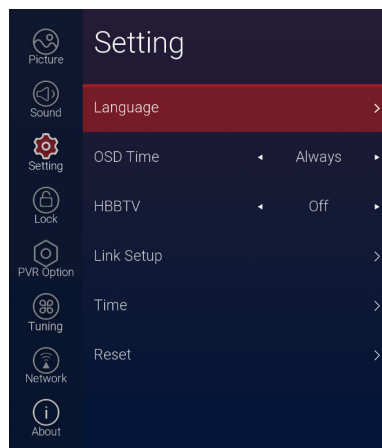 Setting
Picture
Sound
Setting
Lock
PVR Option
Tuning
Network
About
Language
OSD Time Always
HBBTV Off
Link Setup
Time
Reset